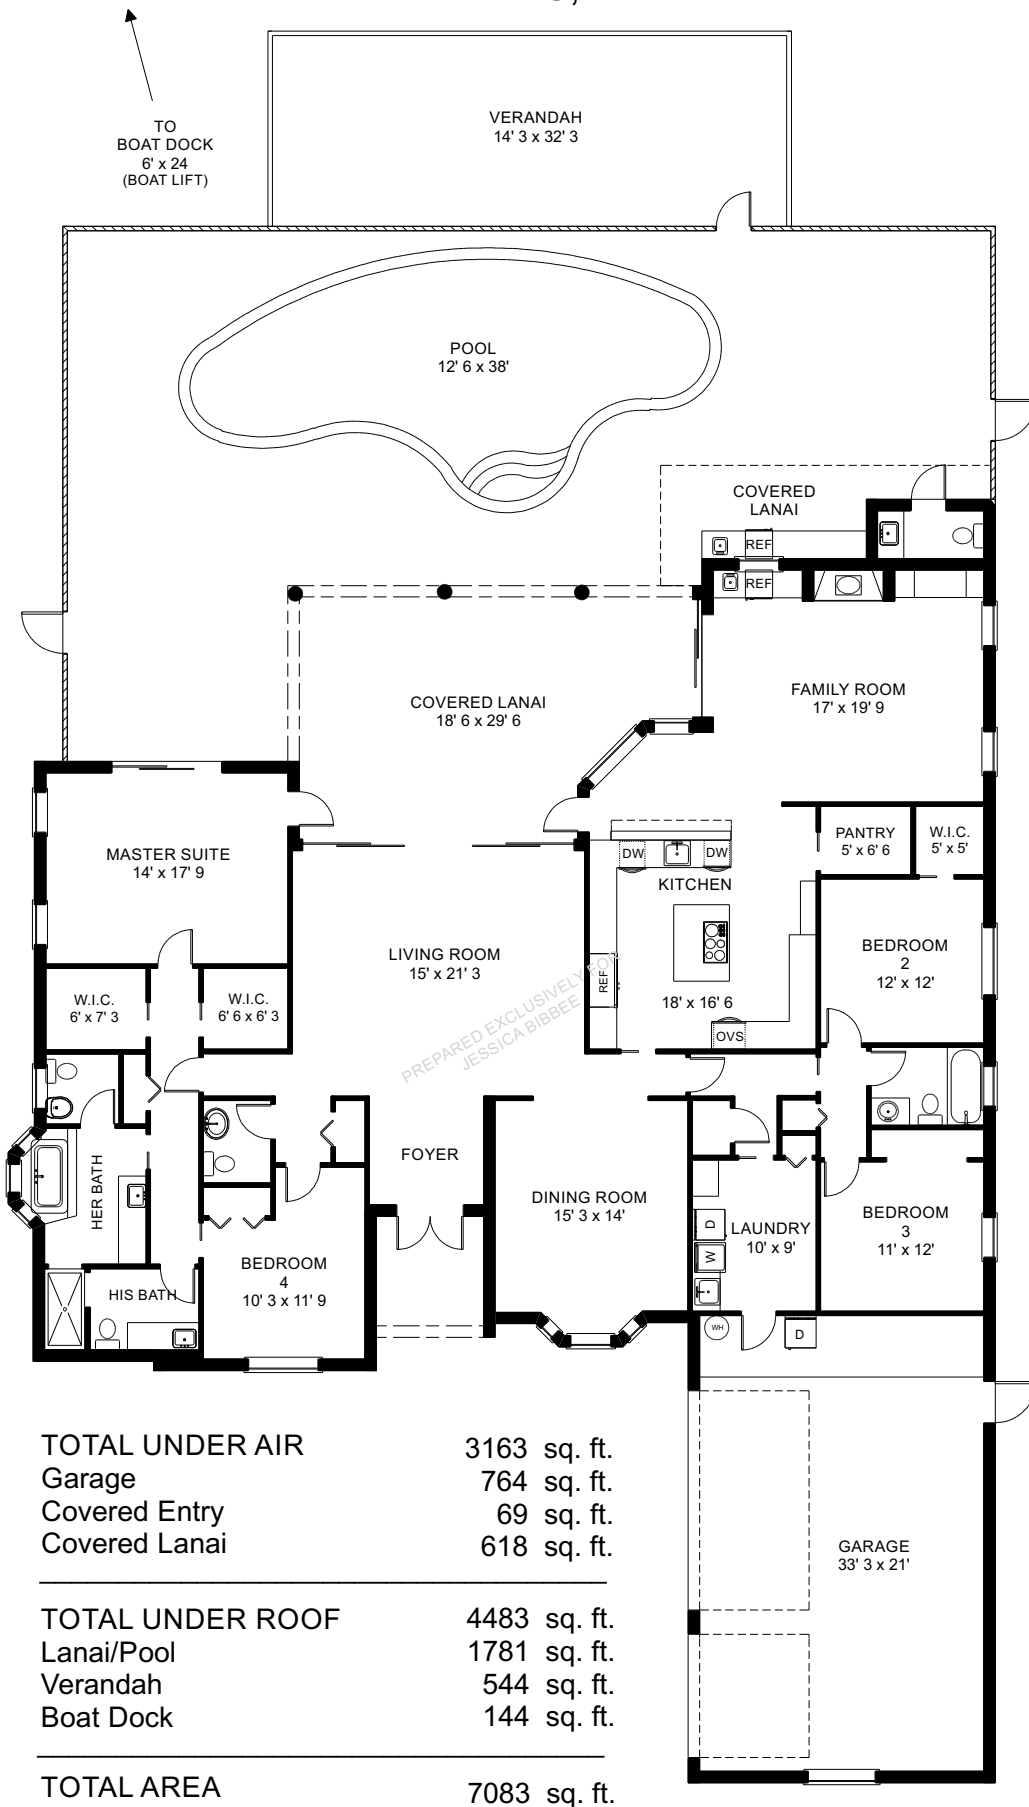 VERANDAH
14' 3 x 32' 3
TO
BOAT DOCK
6' x 24
(BOAT LIFT)
POOL
12' 6 x 38'
COVERED
LANAI
REF
REF
FAMILY ROOM
17' x 19' 9
COVERED LANAI
18' 6 x 29' 6
MASTER SUITE
14' x 17' 9
DW
DW
PANTRY
5' x 6' 6
W.I.C.
5' x 5'
KITCHEN
18' x 16' 6
REF
OVS
LIVING ROOM
15' x 21' 3
BEDROOM
2
12' x 12'
W.I.C.
6' x 7' 3
W.I.C.
6' 6 x 6' 3
PREPARED EXCLUSIVELY FOR
JESSICA BIBBEE
FOYER
HER BATH
HIS BATH
BEDROOM
4
10' 3 x 11' 9
DINING ROOM
15' 3 x 14'
D
W
LAUNDRY
10' x 9'
BEDROOM
3
11' x 12'
WH
D
GARAGE
33' 3 x 21'
TOTAL UNDER AIR 3163 sq. ft.
Garage 764 sq. ft.
Covered Entry 69 sq. ft.
Covered Lanai 618 sq. ft.
TOTAL UNDER ROOF 4483 sq. ft.
Lanai/Pool 1781 sq. ft.
Verandah 544 sq. ft.
Boat Dock 144 sq. ft.
TOTAL AREA 7083 sq. ft.